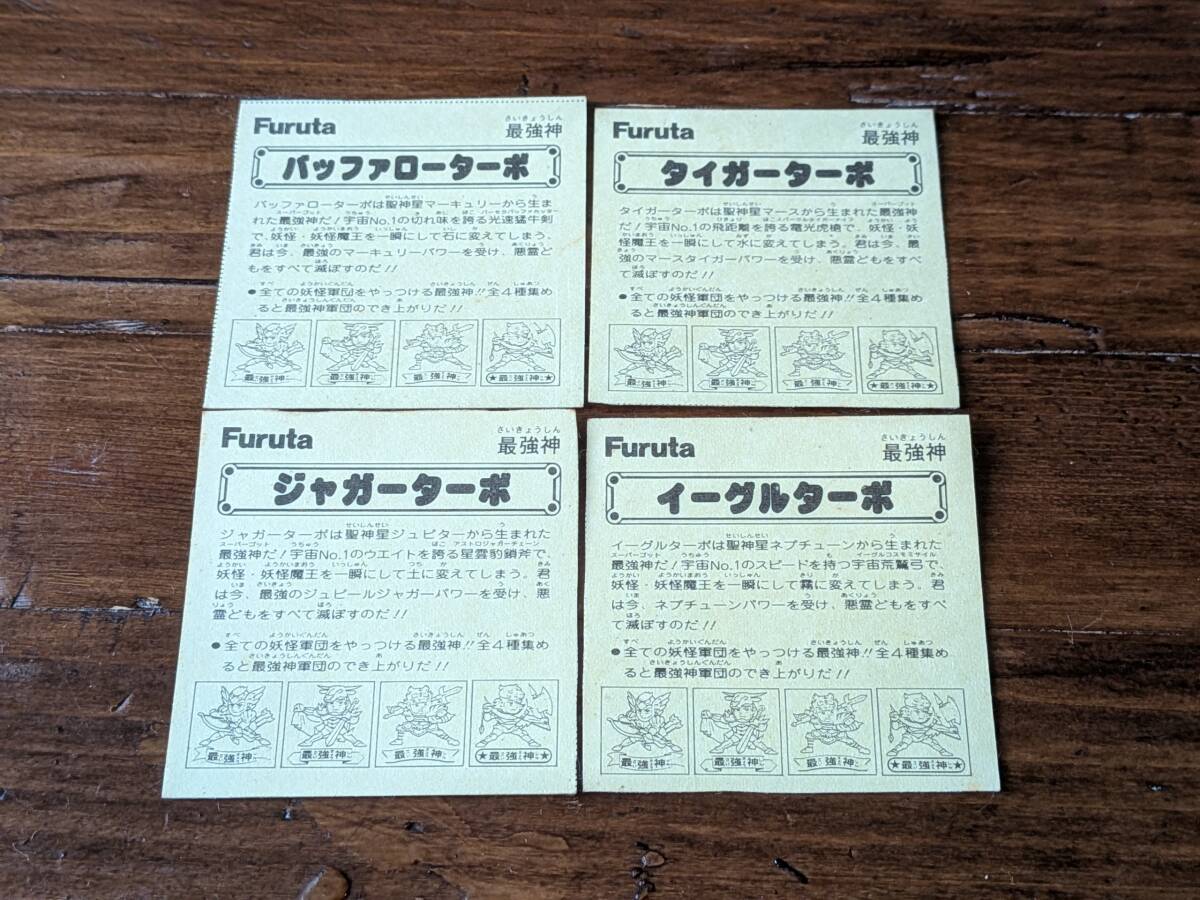 Furuta
最強神
バッファローターボ
バッファローターボは聖神星マーキュリーから生ま
れた最強神だ!宇宙No.1の切れ味を誇る光速猛牛剣
で、妖怪・妖怪魔王を一瞬にして石に変えてしまう。
君は今、最強のマーキュリーパワーを受け、悪霊ど
もをすべて滅ぼすのだ!!
●全ての妖怪軍団をやっつける最強神!!全4種集め
ると最強神軍団のでき上がりだ!!
最強神
最強神
最強神
★最強神★
Furuta
最強神
タイガーターボ
タイガーターボは聖神星マースから生まれた最強神
だ!宇宙No.1の飛距離を誇る竜光虎槍で、妖怪・妖
怪魔王を一瞬にして水に変えてしまう。君は今、最
強のマースタイガーパワーを受け、悪霊どもをすべ
て滅ぼすのだ!!
●全ての妖怪軍団をやっつける最強神!!全4種集め
ると最強神軍団のでき上がりだ!!
最強神
最強神
最強神
★最強神★
Furuta
最強神
ジャガーターボ
ジャガーターボは聖神星ジュピターから生まれた
最強神だ!宇宙No.1のウエイトを誇る星雲豹鎖斧で、
妖怪・妖怪魔王を一瞬にして土に変えてしまう。君
は今、最強のジュピールジャガーパワーを受け、悪
霊どもをすべて滅ぼすのだ!!
●全ての妖怪軍団をやっつける最強神!!全4種集め
ると最強神軍団のでき上がりだ!!
最強神
最強神
最強神
★最強神★
Furuta
最強神
イーグルターボ
イーグルターボは聖神星ネプチューンから生まれた
最強神だ!宇宙No.1のスピードを持つ宇宙荒鷲弓で、
妖怪・妖怪魔王を一瞬にして霧に変えてしまう。君
は今、ネプチューンパワーを受け、悪霊どもをすべ
て滅ぼすのだ!!
●全ての妖怪軍団をやっつける最強神!!全4種集め
ると最強神軍団のでき上がりだ!!
最強神
最強神
最強神
★最強神★